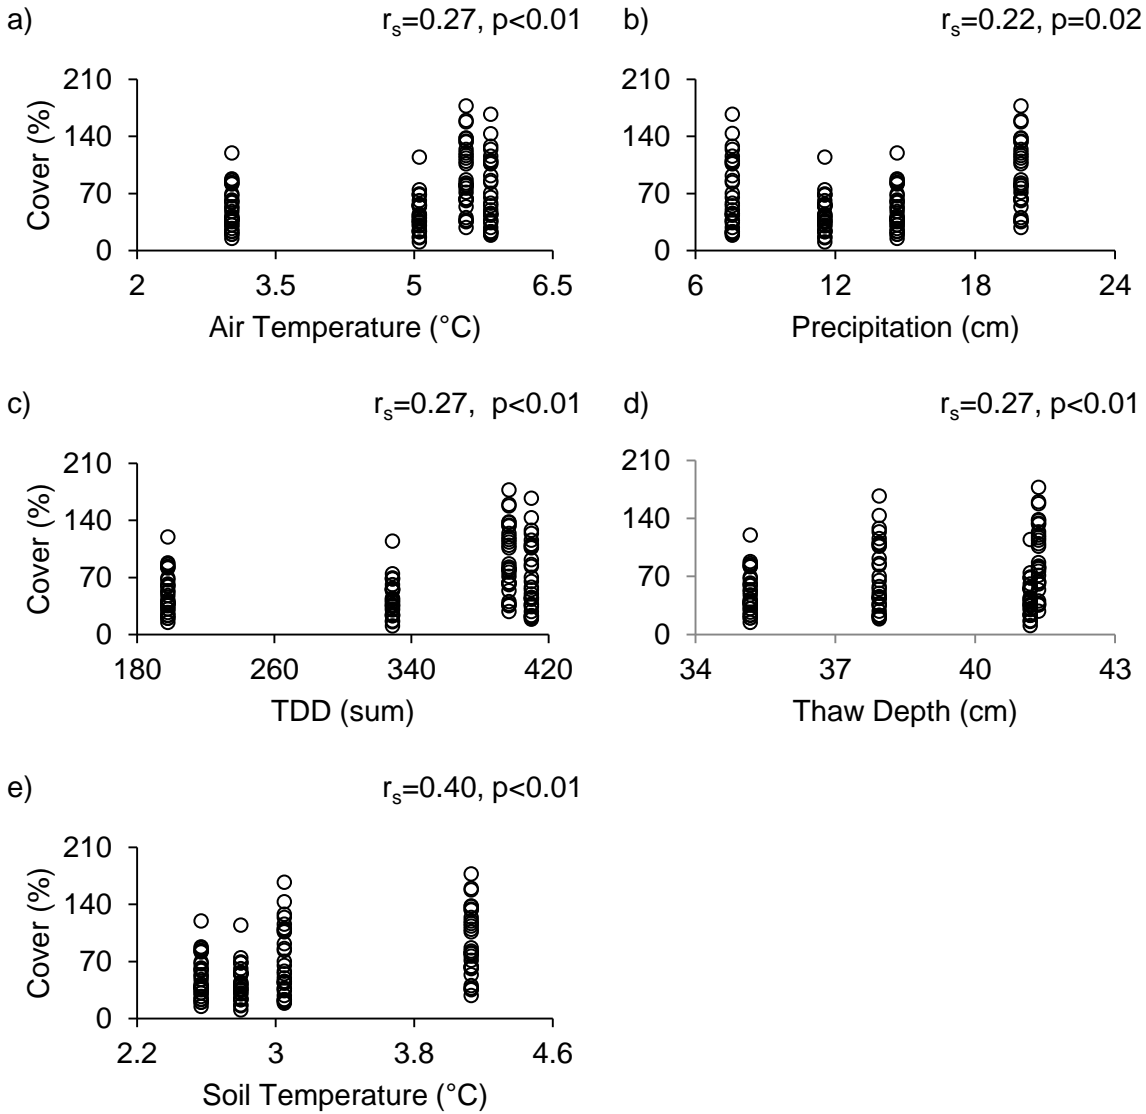 a)
r_s=0.27, p<0.01
210
140
70
0
Cover (%)
2 3.5 5 6.5
Air Temperature (°C)
b)
r_s=0.22, p=0.02
6 12 18 24
Precipitation (cm)
c)
r_s=0.27, p<0.01
210
140
70
0
Cover (%)
180 260 340 420
TDD (sum)
d)
r_s=0.27, p<0.01
210
140
70
0
34 37 40 43
Thaw Depth (cm)
e)
r_s=0.40, p<0.01
210
140
70
0
Cover (%)
2.2 3 3.8 4.6
Soil Temperature (°C)